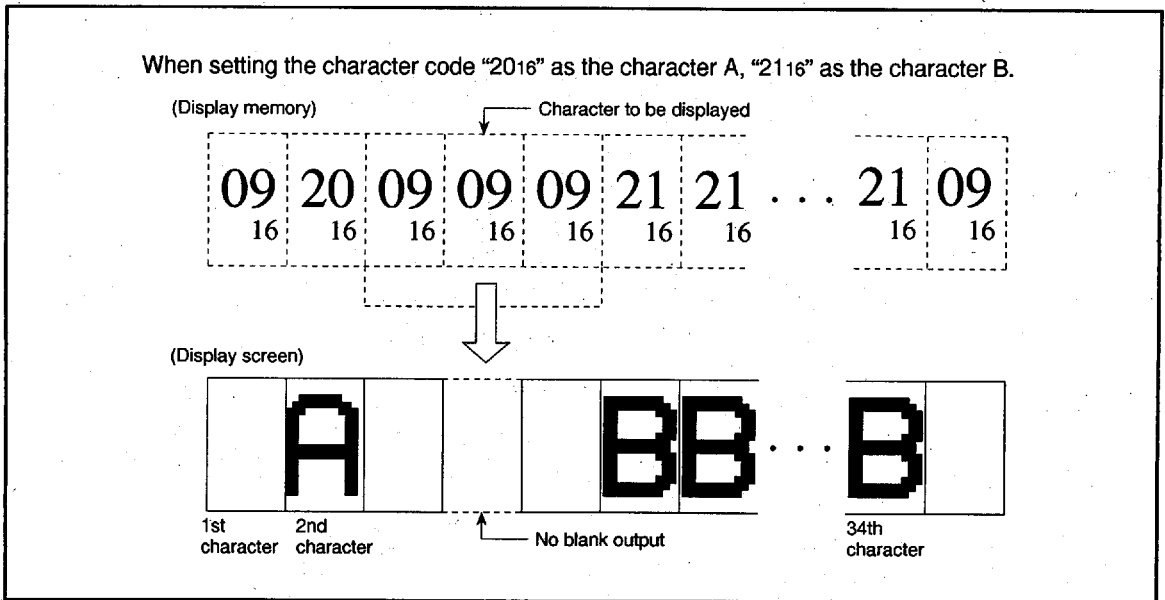 When setting the character code “2016” as the character A, “2116” as the character B.
(Display memory)
Character to be displayed
09 20 09 09 09 21 21 . . . 21 09
16 16 16 16 16 16 16 16 16
(Display screen)
A B B . . . B
1st character
2nd character
No blank output
34th character